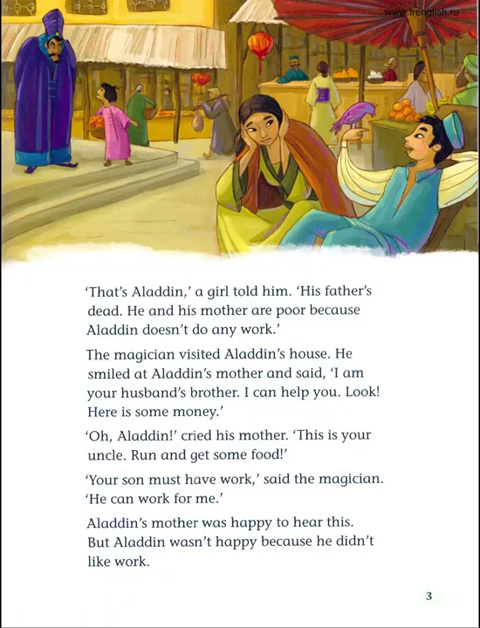 www.frenglish.ru
‘That’s Aladdin,’ a girl told him. ‘His father’s
dead. He and his mother are poor because
Aladdin doesn’t do any work.’
The magician visited Aladdin’s house. He
smiled at Aladdin’s mother and said, ‘I am
your husband’s brother. I can help you. Look!
Here is some money.’
‘Oh, Aladdin!’ cried his mother. ‘This is your
uncle. Run and get some food!’
‘Your son must have work,’ said the magician.
‘He can work for me.’
Aladdin’s mother was happy to hear this.
But Aladdin wasn’t happy because he didn’t
like work.
3